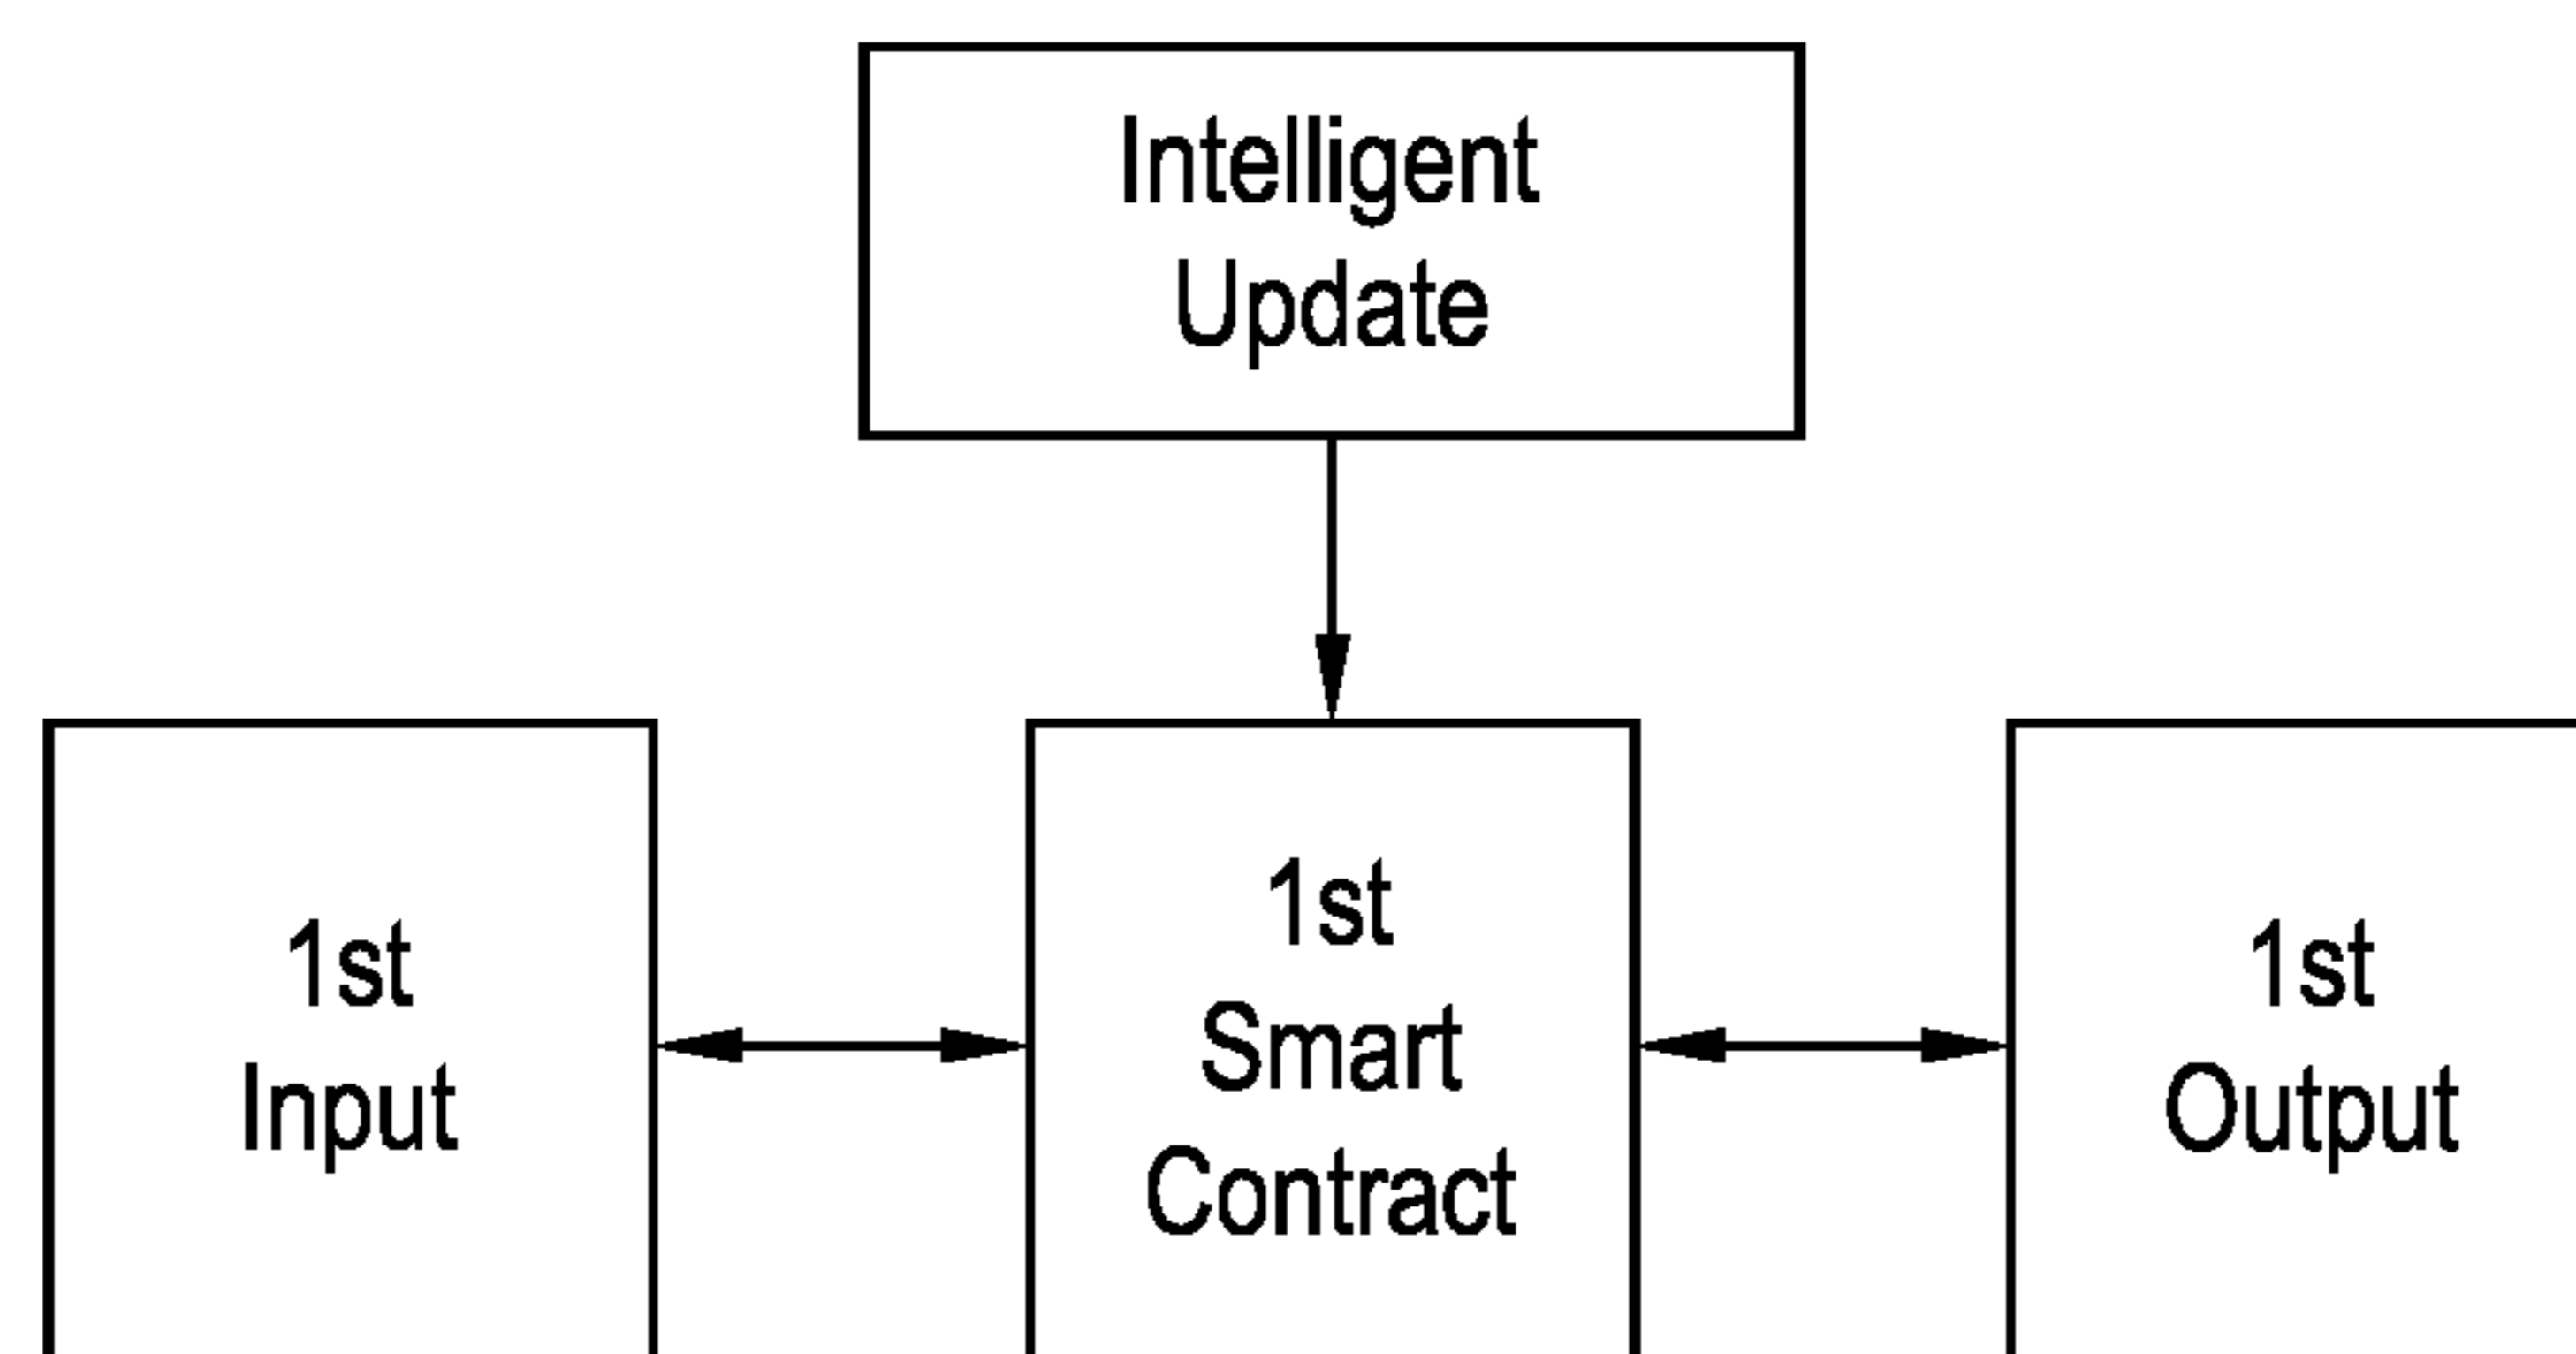 Intelligent
Update
1st
Input
1st
Smart
Contract
1st
Output